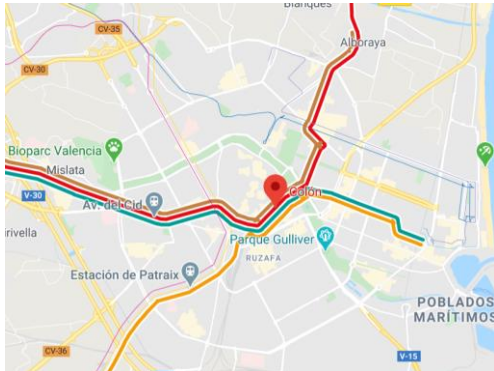 Blanques
CV-35
Alboraya
CV-30
Bioparc Valencia
Mislata
V-30
Av. del Cid
Colón
irivella
Parque Gulliver
RUZAFA
Estación de Patraix
POBLADOS
MARÍTIMOS
CV-36
V-15